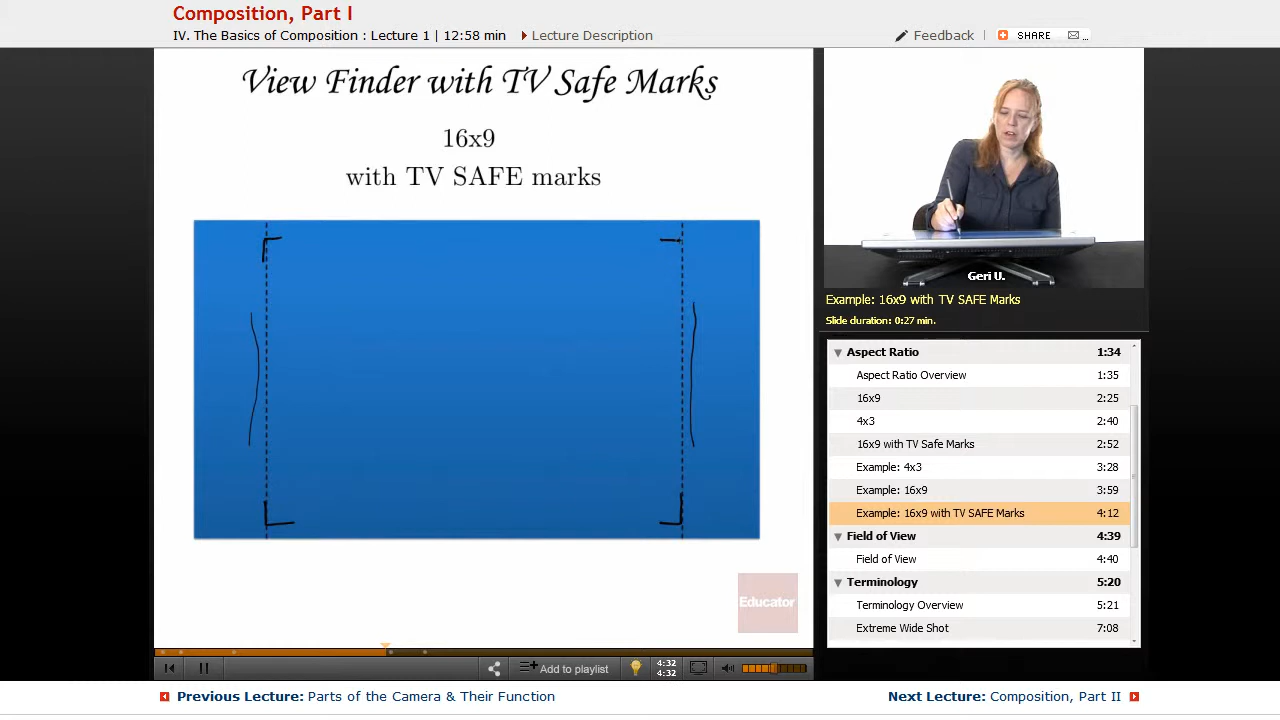 Composition, Part I
IV. The Basics of Composition : Lecture 1 | 12:58 min
Lecture Description
Feedback
SHARE
View Finder with TV Safe Marks
16x9
with TV SAFE marks
Educator
Geri U.
Example: 16x9 with TV SAFE Marks
Slide duration: 0:27 min.
Aspect Ratio 1:34
Aspect Ratio Overview 1:35
16x9 2:25
4x3 2:40
16x9 with TV Safe Marks 2:52
Example: 4x3 3:28
Example: 16x9 3:59
Example: 16x9 with TV SAFE Marks 4:12
Field of View 4:39
Field of View 4:40
Terminology 5:20
Terminology Overview 5:21
Extreme Wide Shot 7:08
Add to playlist
4:32
4:32
Previous Lecture: Parts of the Camera & Their Function
Next Lecture: Composition, Part II